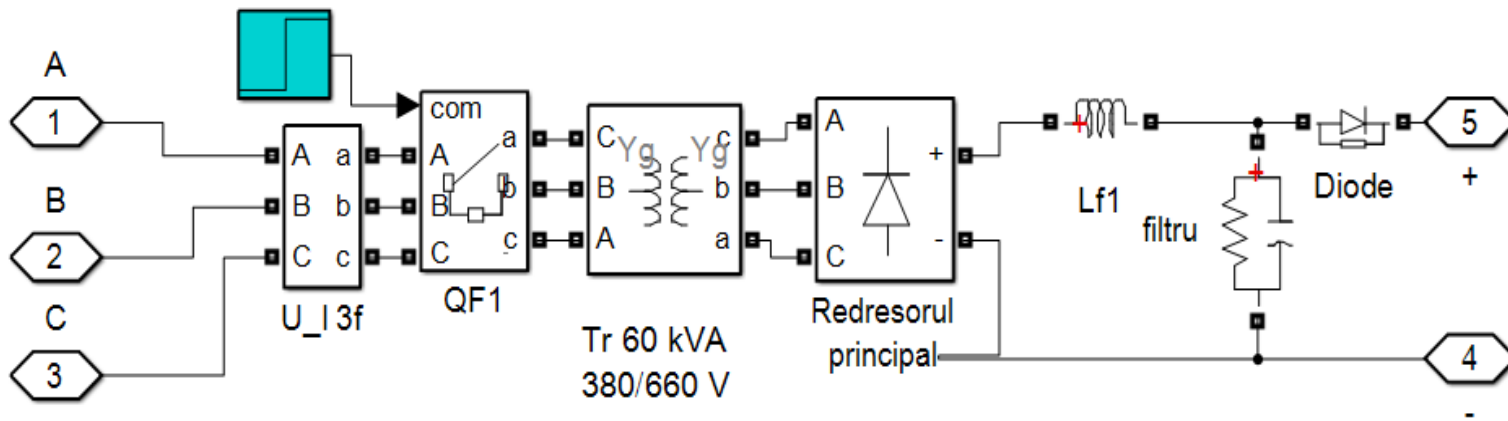 A
1
B
2
C
3
A a
B b
C c
U_I 3f
com
A a
B b
C c
QF1
Yg Yg
C c
B b
A a
Tr 60 kVA
380/660 V
A
B
C
+
-
Redresorul
principal
+
Lf1
+
filtru
Diode
5
+
4
-